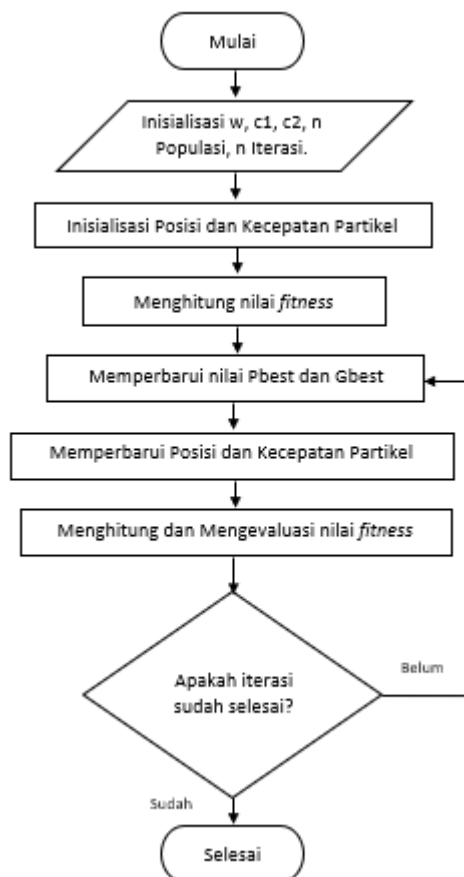 Mulai
Inisialisasi w, c1, c2, n
Populasi, n Iterasi.
Inisialisasi Posisi dan Kecepatan Partikel
Menghitung nilai fitness
Memperbarui nilai Pbest dan Gbest
Memperbarui Posisi dan Kecepatan Partikel
Menghitung dan Mengevaluasi nilai fitness
Apakah iterasi
sudah selesai?
Belum
Sudah
Selesai